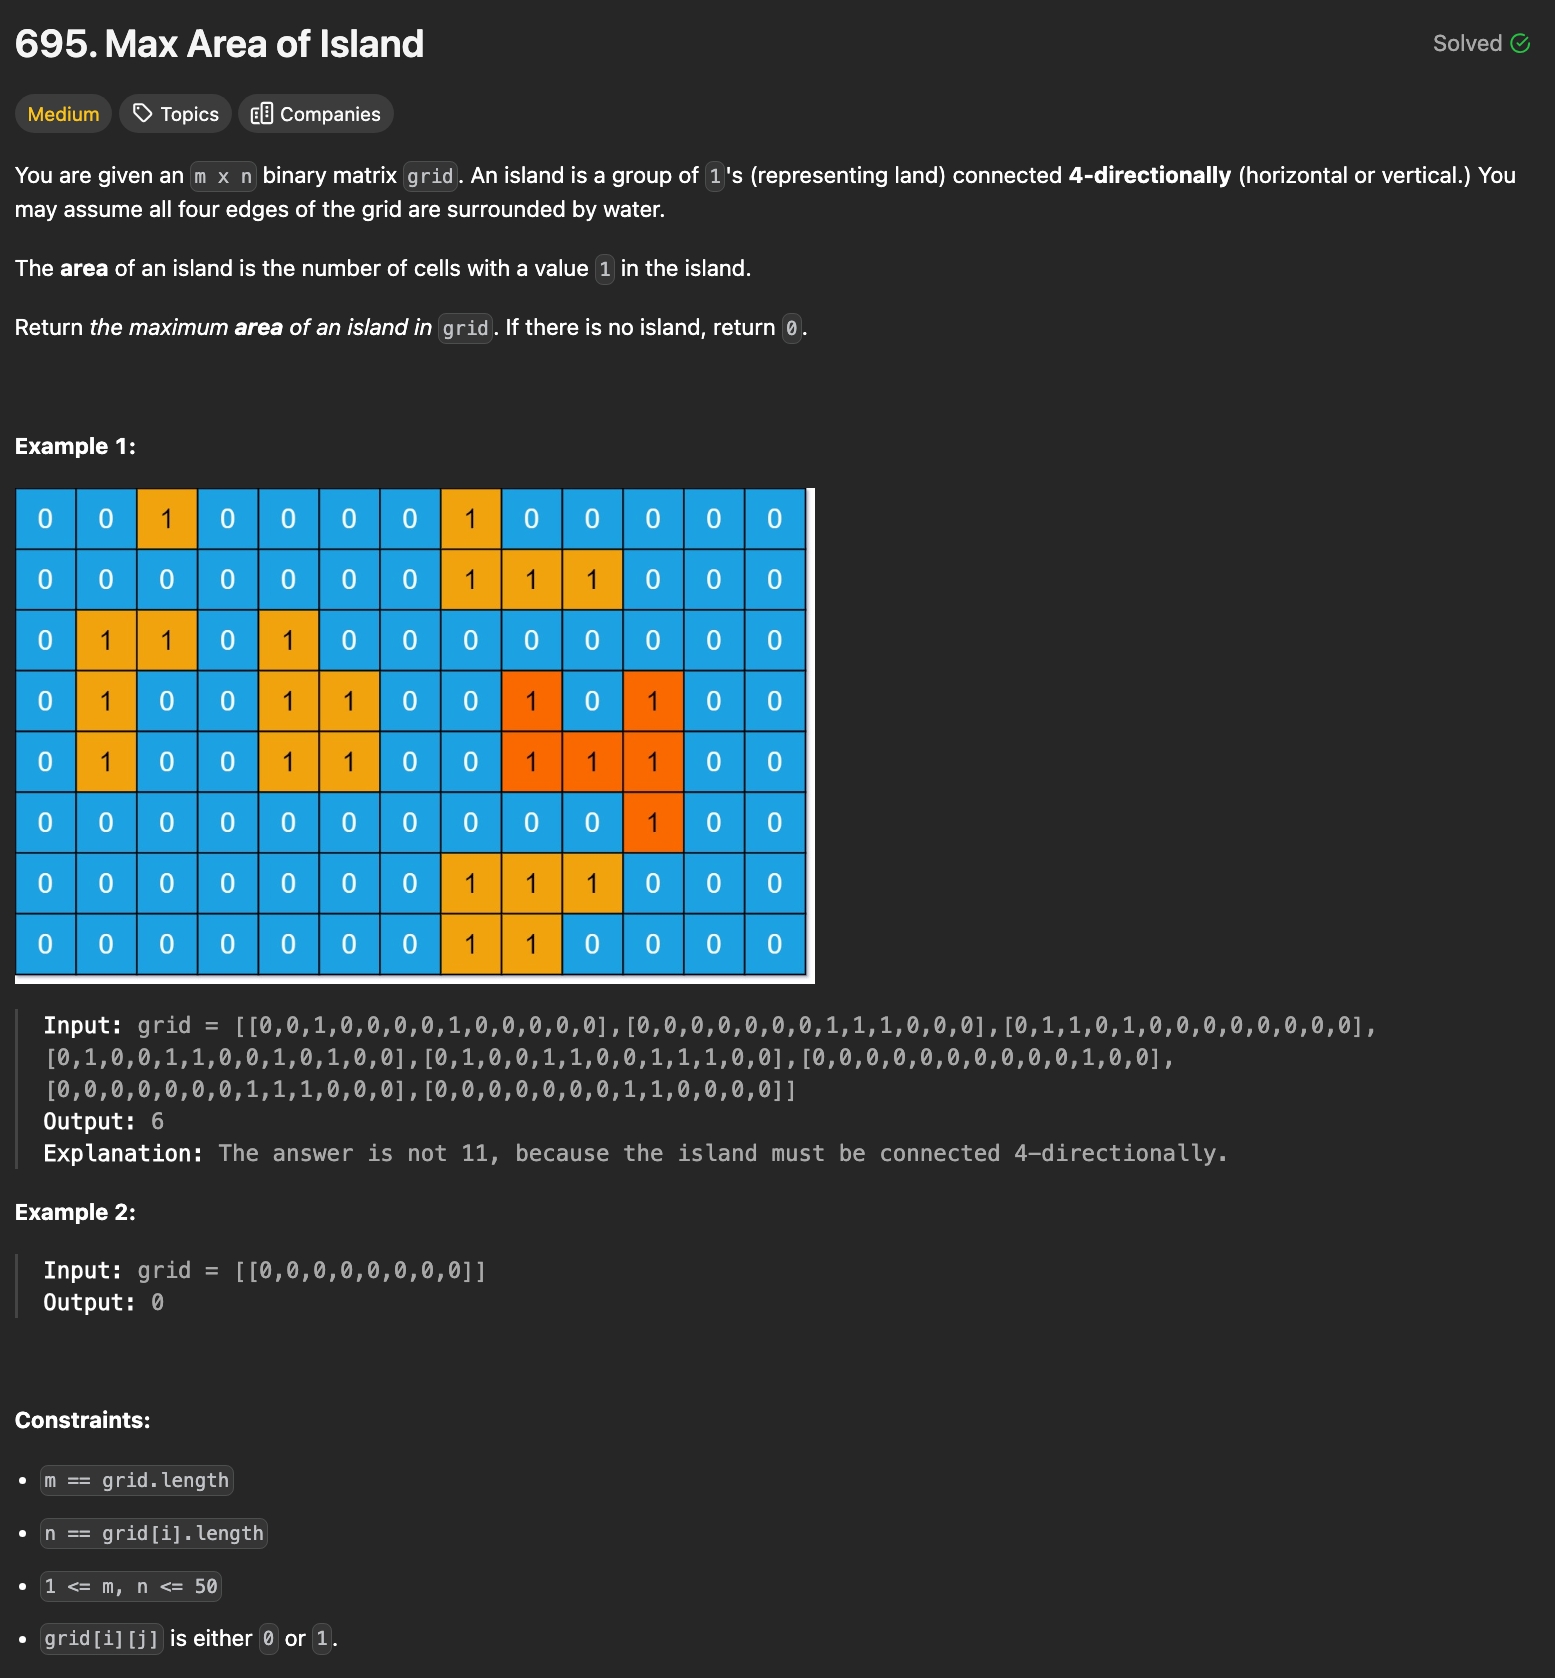 695. Max Area of Island
Solved
Medium Topics Companies
You are given an m x n binary matrix grid. An island is a group of 1's (representing land) connected 4-directionally (horizontal or vertical.) You
may assume all four edges of the grid are surrounded by water.
The area of an island is the number of cells with a value 1 in the island.
Return the maximum area of an island in grid. If there is no island, return 0.
Example 1:
0 0 1 0 0 0 0 1 0 0 0 0 0
0 0 0 0 0 0 0 1 1 1 0 0 0
0 1 1 0 1 0 0 0 0 0 0 0 0
0 1 0 0 1 1 0 0 1 0 1 0 0
0 1 0 0 1 1 0 0 1 1 1 0 0
0 0 0 0 0 0 0 0 0 0 1 0 0
0 0 0 0 0 0 0 1 1 1 0 0 0
0 0 0 0 0 0 0 1 1 0 0 0 0
Input: grid = [[0,0,1,0,0,0,0,1,0,0,0,0,0],[0,0,0,0,0,0,0,1,1,1,0,0,0],[0,1,1,0,1,0,0,0,0,0,0,0,0],
[0,1,0,0,1,1,0,0,1,0,1,0,0],[0,1,0,0,1,1,0,0,1,1,1,0,0],[0,0,0,0,0,0,0,0,0,0,1,0,0],
[0,0,0,0,0,0,0,1,1,1,0,0,0],[0,0,0,0,0,0,0,1,1,0,0,0,0]]
Output: 6
Explanation: The answer is not 11, because the island must be connected 4-directionally.
Example 2:
Input: grid = [[0,0,0,0,0,0,0,0]]
Output: 0
Constraints:
• m == grid.length
• n == grid[i].length
• 1 <= m, n <= 50
• grid[i][j] is either 0 or 1.